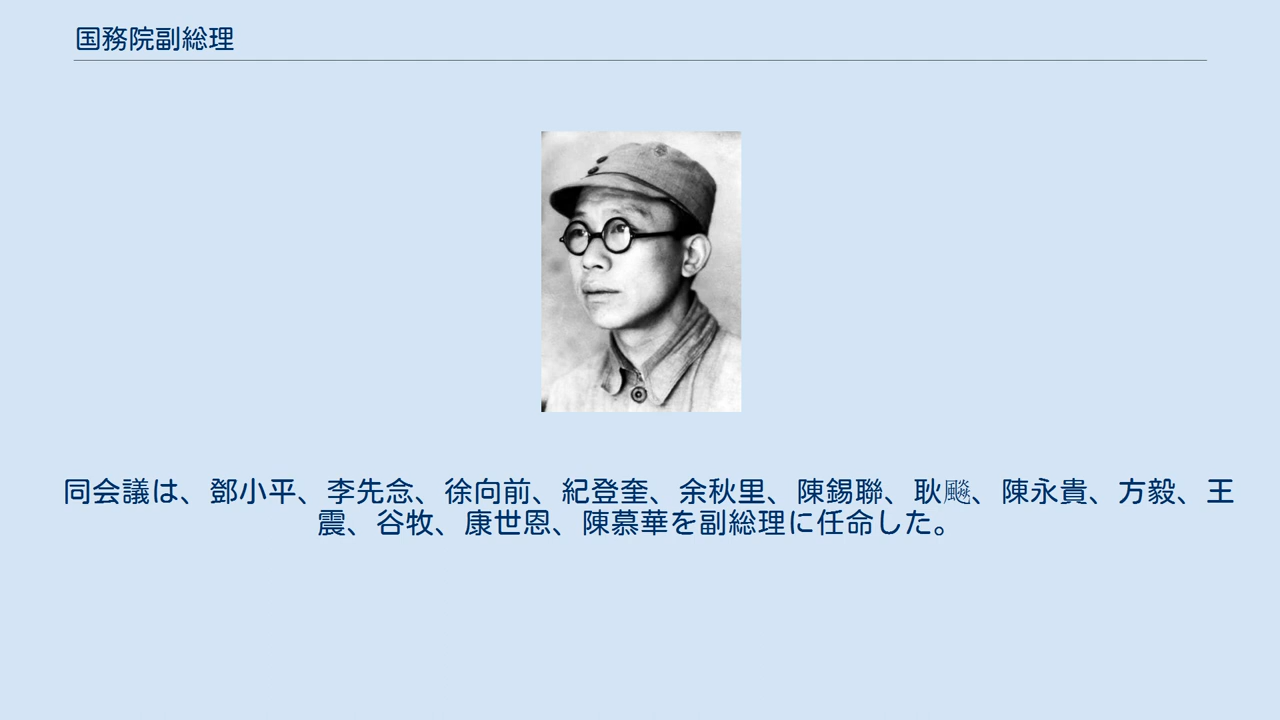 国務院副総理
同会議は、鄧小平、李先念、徐向前、紀登奎、余秋里、陳錫聯、耿飈、陳永貴、方毅、王
震、谷牧、康世恩、陳慕華を副総理に任命した。